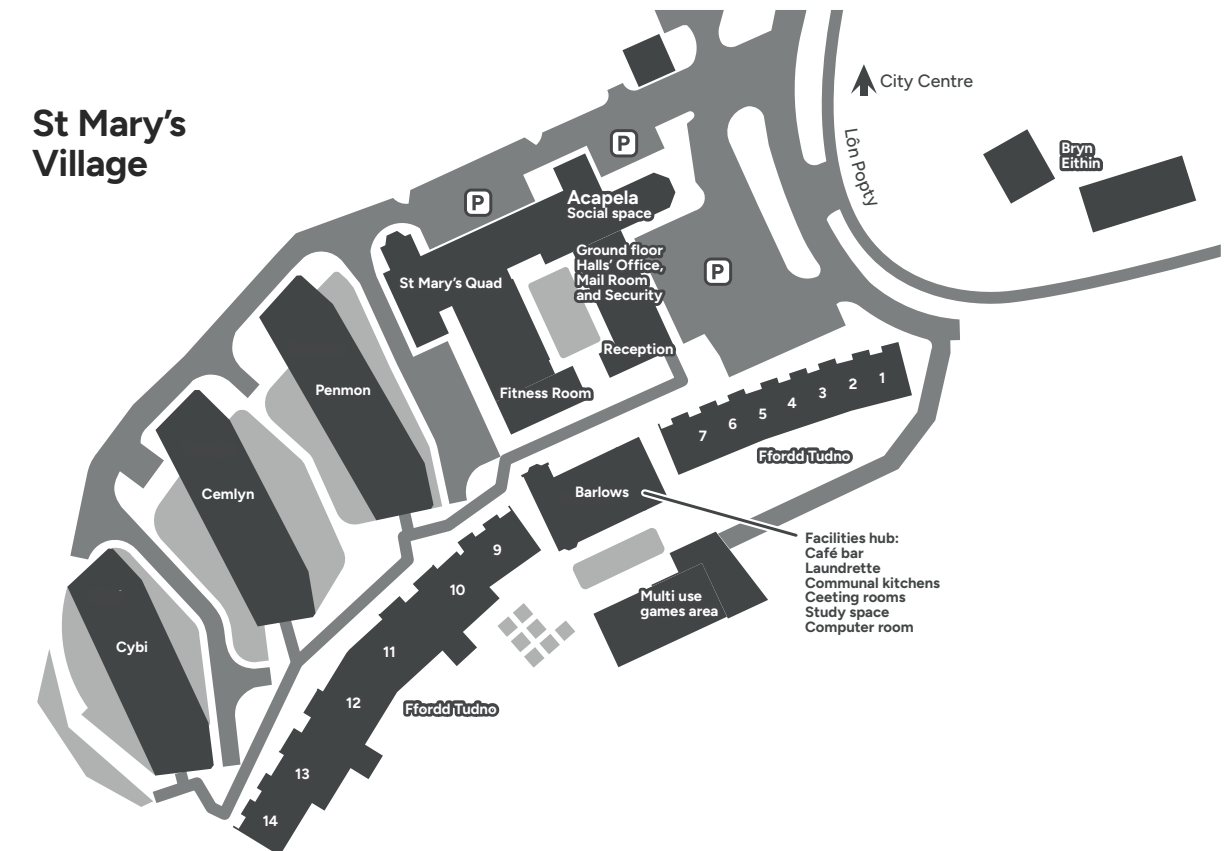 St Mary's
Village
City Centre
Lôn Popty
Bryn
Eithin
P
P
P
Acapela
Social space
Ground floor
Halls' Office,
Mail Room
and Security
St Mary's Quad
Reception
Fitness Room
Penmon
Cemlyn
Cybi
1
2
3
4
5
6
7
Ffordd Tudno
Barlows
Facilities hub:
Café bar
Laundrette
Communal kitchens
Ceeting rooms
Study space
Computer room
Multi use
games area
9
10
11
12
13
14
Ffordd Tudno